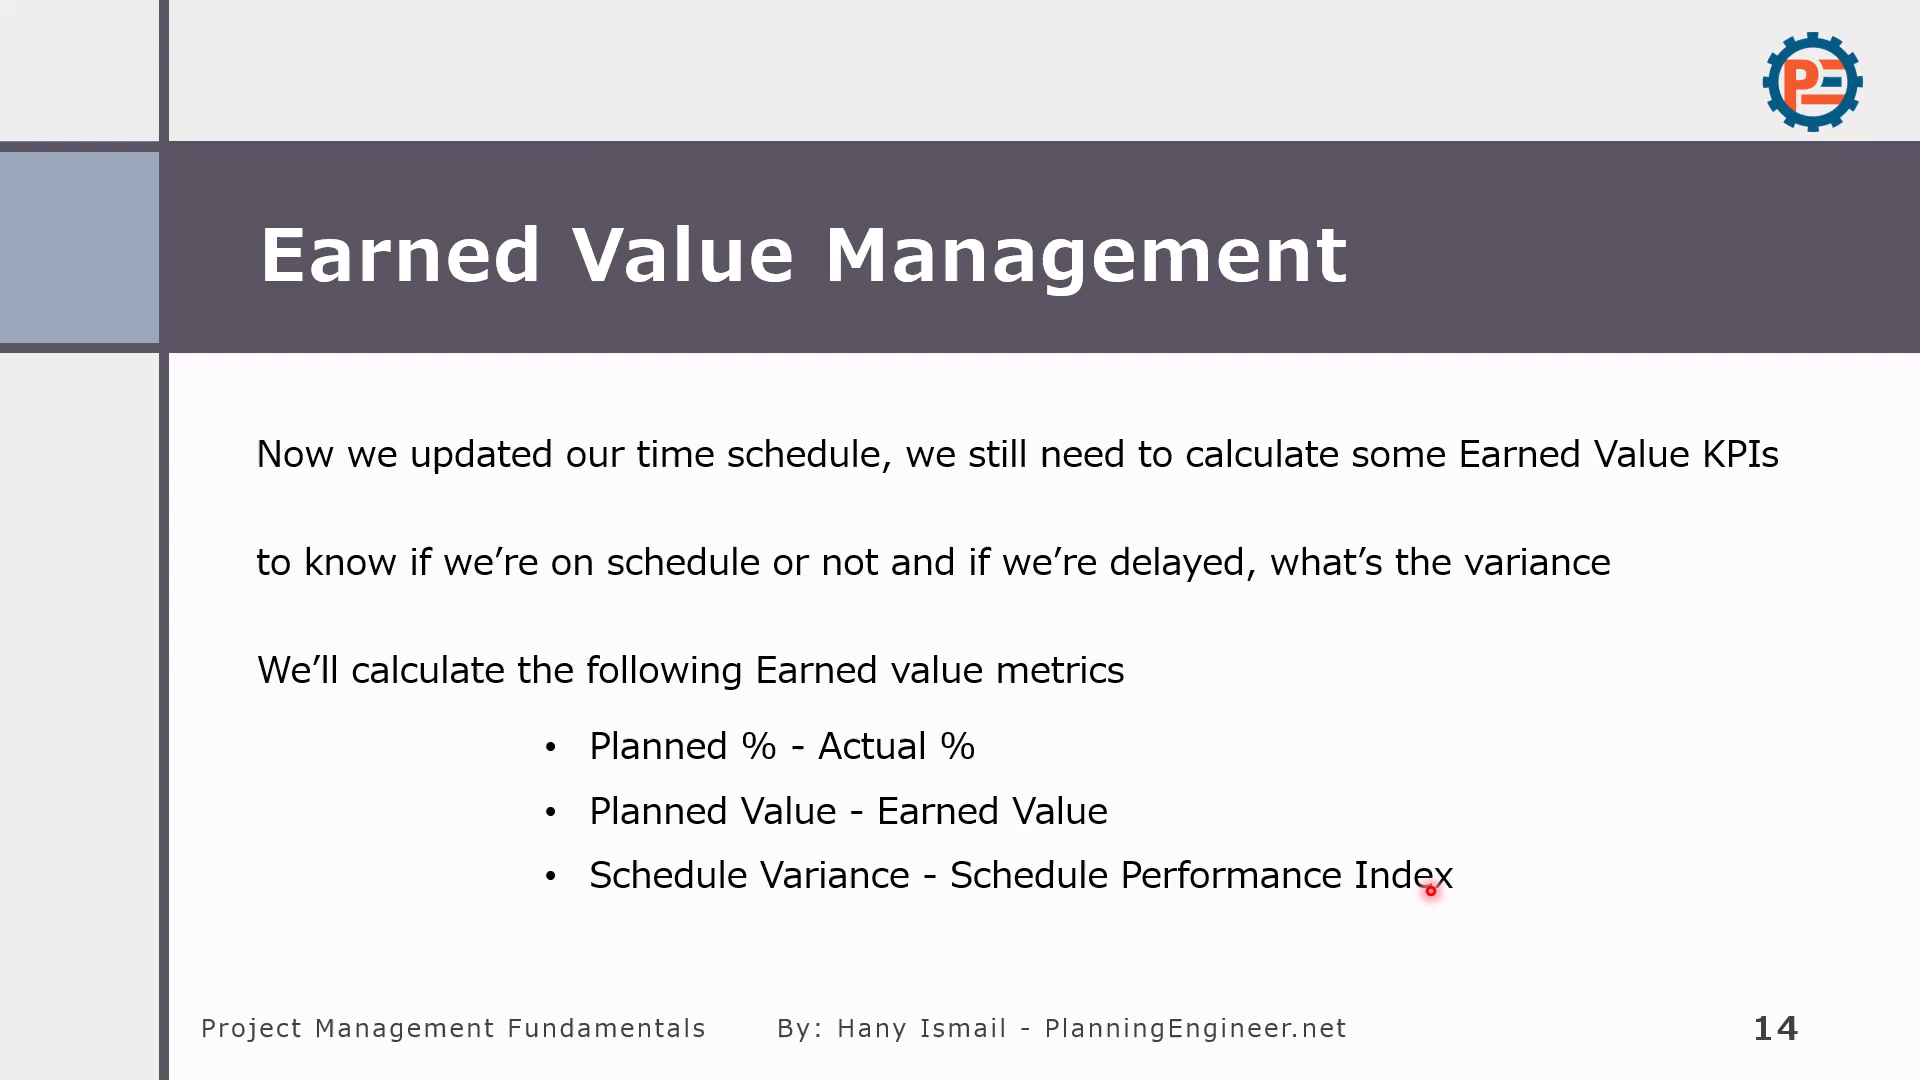 PE
Earned Value Management
Now we updated our time schedule, we still need to calculate some Earned Value KPIs
to know if we’re on schedule or not and if we’re delayed, what’s the variance
We’ll calculate the following Earned value metrics
• Planned % - Actual %
• Planned Value - Earned Value
• Schedule Variance - Schedule Performance Index
Project Management Fundamentals By: Hany Ismail - PlanningEngineer.net 14